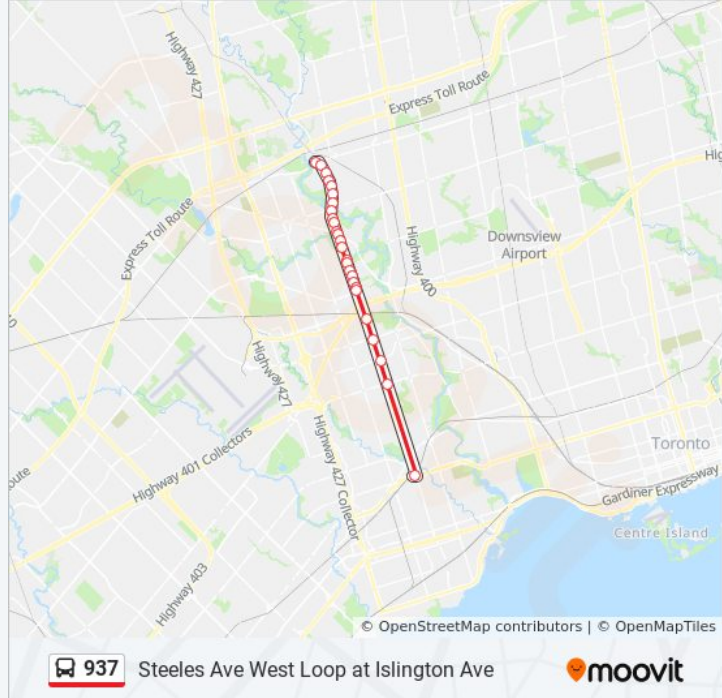 Highway 427
Express Toll Route
Hig
Express Toll Route
Highway 400
Downsview
Airport
Highway 427
Highway 401 Collectors
Highway 427 Collector
Toronto
oute
Gardiner Expressway
Centre Island
Highway 403
© OpenStreetMap contributors | © OpenMapTiles
937 Steeles Ave West Loop at Islington Ave moovit